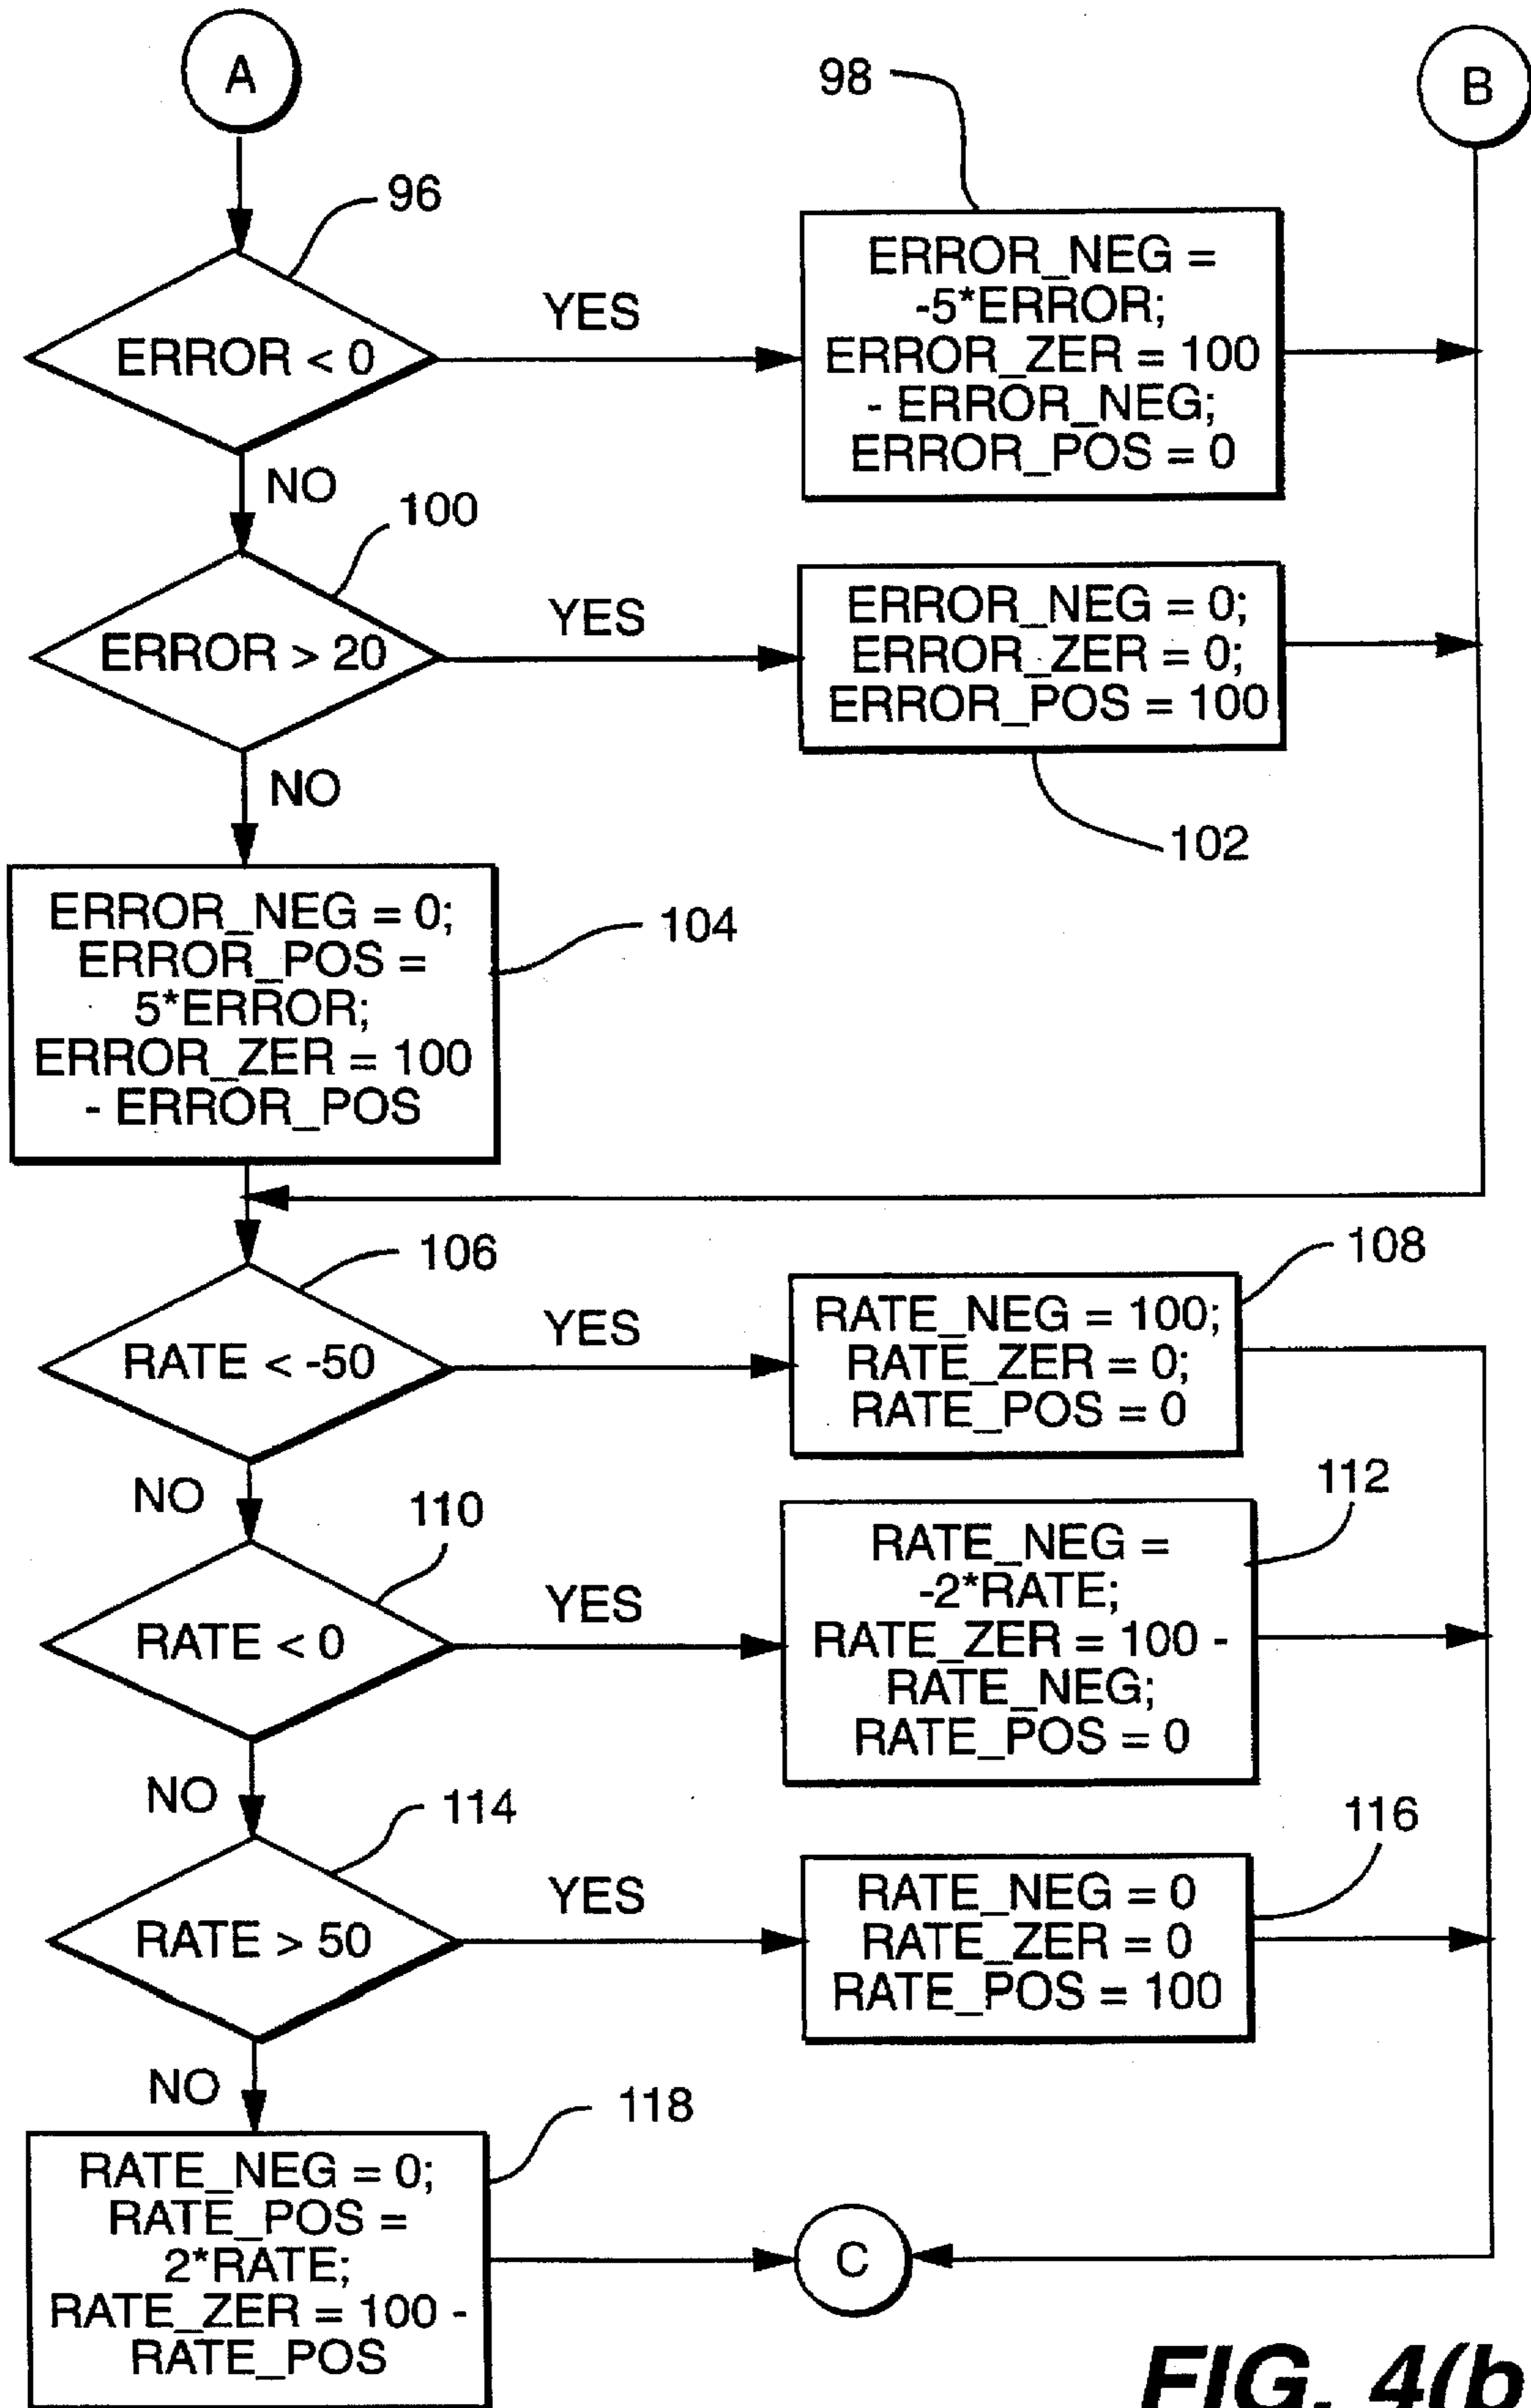 A
B
96
98
ERROR < 0
YES
ERROR_NEG =
-5*ERROR;
ERROR_ZER = 100
- ERROR_NEG;
ERROR_POS = 0
NO
100
ERROR > 20
YES
ERROR_NEG = 0;
ERROR_ZER = 0;
ERROR_POS = 100
102
NO
ERROR_NEG = 0;
ERROR_POS =
5*ERROR;
ERROR_ZER = 100
- ERROR_POS
104
106
RATE < -50
YES
108
RATE_NEG = 100;
RATE_ZER = 0;
RATE_POS = 0
NO
110
RATE < 0
YES
112
RATE_NEG =
-2*RATE;
RATE_ZER = 100 -
RATE_NEG;
RATE_POS = 0
NO
114
RATE > 50
YES
116
RATE_NEG = 0
RATE_ZER = 0
RATE_POS = 100
NO
118
RATE_NEG = 0;
RATE_POS =
2*RATE;
RATE_ZER = 100 -
RATE_POS
C
FIG. 4(b